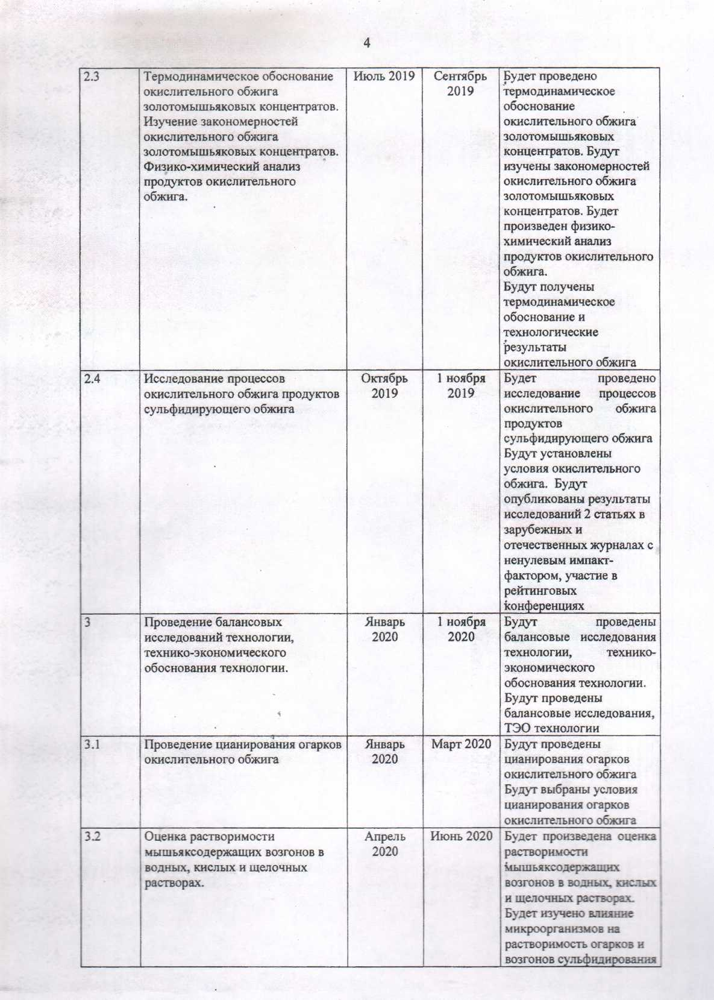 4
2.3
Термодинамическое обоснование
окислительного обжига
золотомышьяковых концентратов.
Изучение закономерностей
окислительного обжига
золотомышьяковых концентратов.
Физико-химический анализ
продуктов окислительного
обжига.
Июль 2019
Сентябрь
2019
Будет проведено
термодинамическое
обоснование
окислительного обжига
золотомышьяковых
концентратов. Будут
изучены закономерностей
окислительного обжига
золотомышьяковых
концентратов. Будет
произведен физико-
химический анализ
продуктов окислительного
обжига.
Будут получены
термодинамическое
обоснование и
технологические
результаты
окислительного обжига
2.4
Исследование процессов
окислительного обжига продуктов
сульфидирующего обжига
Октябрь
2019
1 ноября
2019
Будет проведено
исследование процессов
окислительного обжига
продуктов
сульфидирующего обжига
Будут установлены
условия окислительного
обжига. Будут
опубликованы результаты
исследований 2 статьях в
зарубежных и
отечественных журналах с
ненулевым импакт-
фактором, участие в
рейтинговых
конференциях
3
Проведение балансовых
исследований технологии,
технико-экономического
обоснования технологии.
Январь
2020
1 ноября
2020
Будут проведены
балансовые исследования
технологии, технико-
экономического
обоснования технологии.
Будут проведены
балансовые исследования,
ТЭО технологии
3.1
Проведение цианирования огарков
окислительного обжига
Январь
2020
Март 2020
Будут проведены
цианирования огарков
окислительного обжига
Будут выбраны условия
цианирования огарков
окислительного обжига
3.2
Оценка растворимости
мышьяксодержащих возгонов в
водных, кислых и щелочных
растворах.
Апрель
2020
Июнь 2020
Будет произведена оценка
растворимости
мышьяксодержащих
возгонов в водных, кислых
и щелочных растворах.
Будет изучено влияние
микроорганизмов на
растворимость огарков и
возгонов сульфидирования